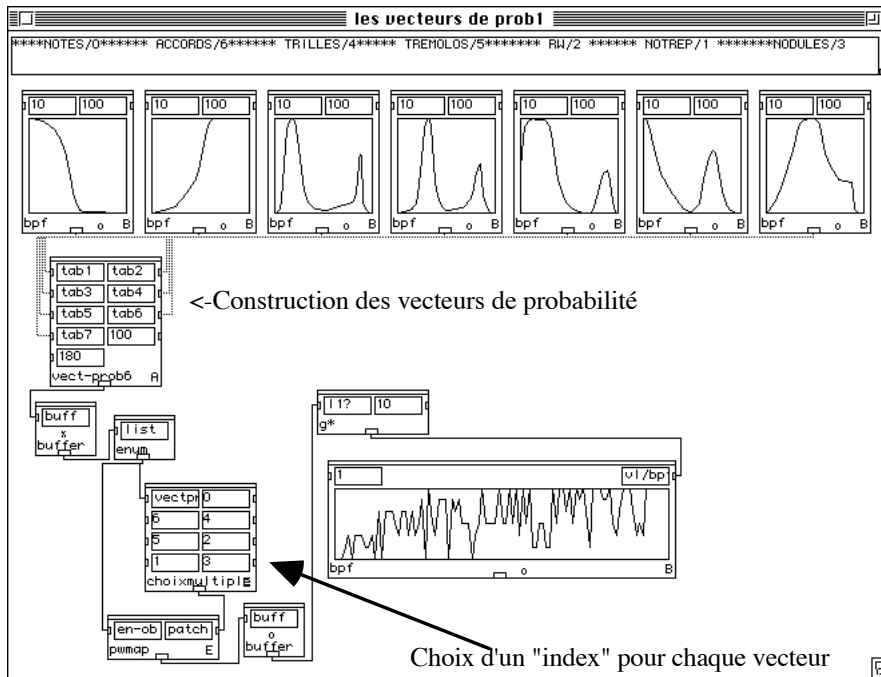 les vecteurs de prob1
****NOTES/0****** ACCORDS/6****** TRILLES/4***** TREMOLOS/5******* RW/2 ****** NOTREP/1 *******NODULES/3
10 100 10 100 10 100 10 100 10 100 10 100 10 100
bpf o B bpf o B bpf o B bpf o B bpf o B bpf o B bpf o B
tab1 tab2
tab3 tab4
tab5 tab6
tab7 100
180
vect-prob6 A
<-Construction des vecteurs de probabilité
buff
x
buffer
list
enum
l1? 10
g*
1 vl/bp
bpf o B
vectpr 0
6 4
5 2
1 3
choixmultiple
en-ob patch
pwmap E
buff
o
buffer
Choix d'un "index" pour chaque vecteur